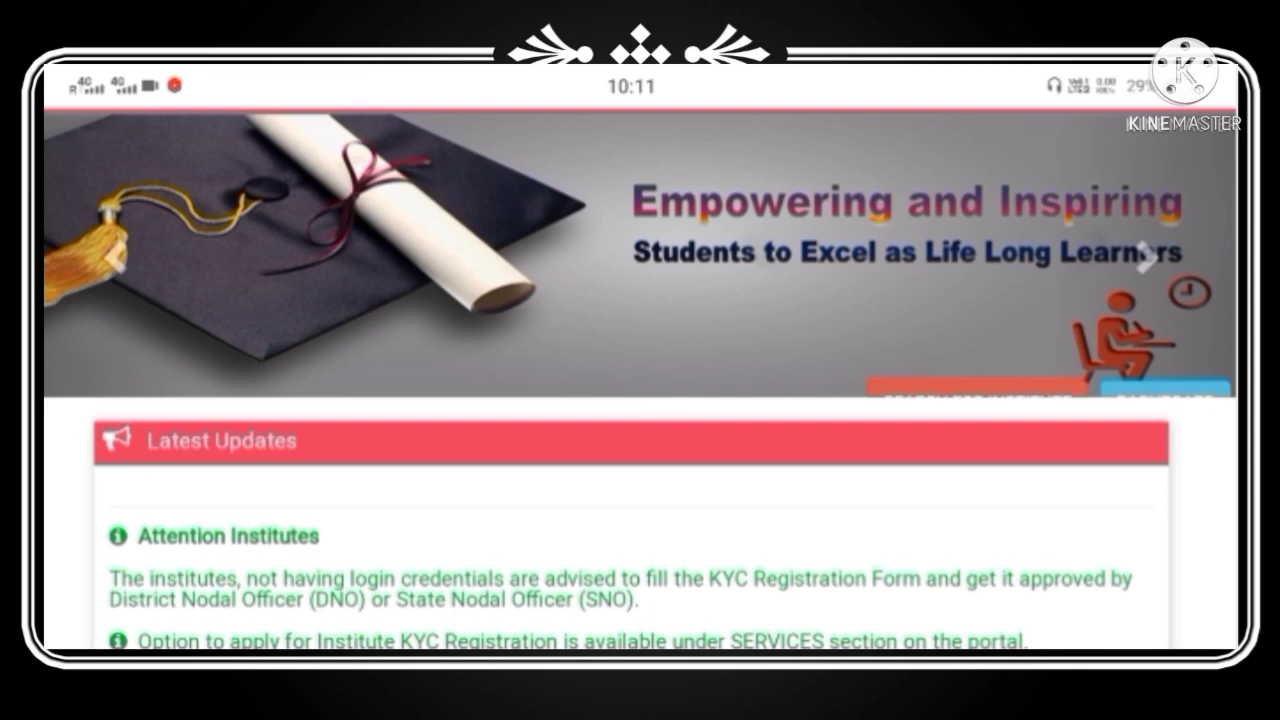 4G 4G
R
10:11
29%
K
KINEMASTER
Empowering and Inspiring
Students to Excel as Life Long Learners
Latest Updates
Attention Institutes
The institutes, not having login credentials are advised to fill the KYC Registration Form and get it approved by
District Nodal Officer (DNO) or State Nodal Officer (SNO).
Option to apply for Institute KYC Registration is available under SERVICES section on the portal.